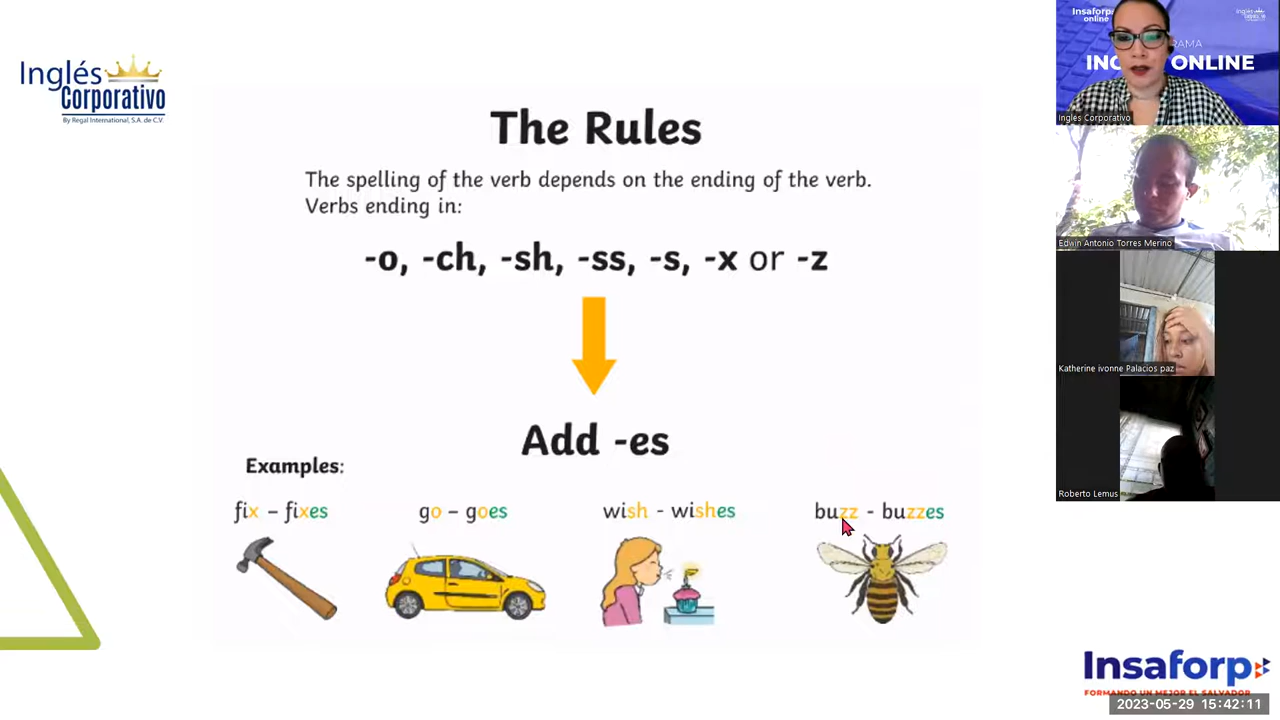 Inglés
Corporativo
By Regal International, S.A. de C.V.
The Rules
The spelling of the verb depends on the ending of the verb.
Verbs ending in:
-o, -ch, -sh, -ss, -s, -x or -z
Add -es
Examples:
fix – fixes
go – goes
wish - wishes
buzz - buzzes
Insaforp
online
ONLINE
Ingles Corporativo
Edwin Antonio Torres Merino
Katherine ivonne Palacios paz
Roberto Lemus
Insaforp
FORMANDO UN MEJOR EL SALVADOR
2023-05-29 15:42:11